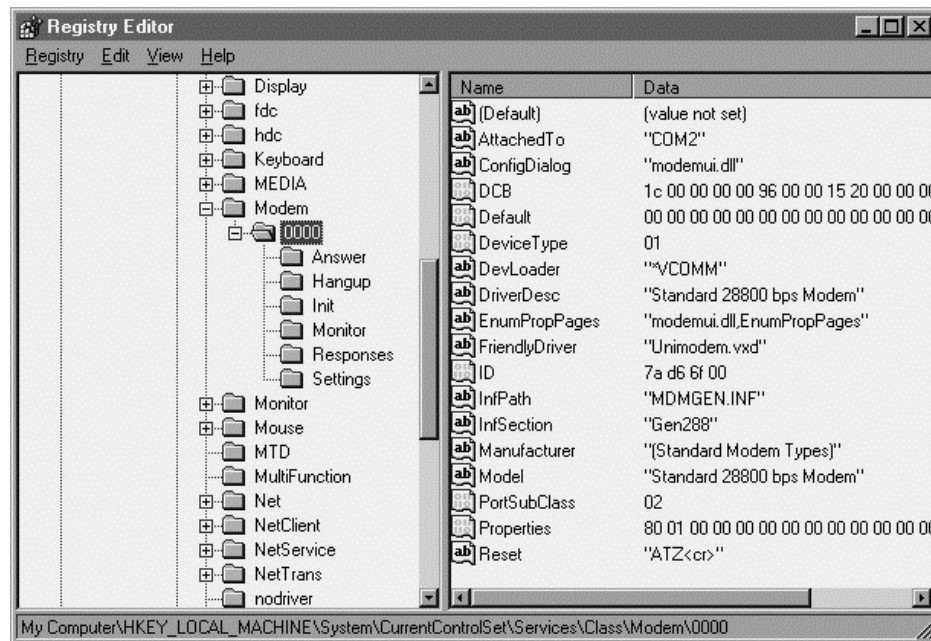 Registry Editor
Registry Edit View Help
Display
fdc
hdc
Keyboard
MEDIA
Modem
0000
Answer
Hangup
Init
Monitor
Responses
Settings
Monitor
Mouse
MTD
MultiFunction
Net
NetClient
NetService
NetTrans
nodriver
Name Data
(Default) (value not set)
AttachedTo "COM2"
ConfigDialog "modemui.dll"
DCB 1c 00 00 00 00 96 00 00 15 20 00 00 00
Default 00 00 00 00 00 00 00 00 00 00 00 00 00
DeviceType 01
DevLoader "*VCOMM"
DriverDesc "Standard 28800 bps Modem"
EnumPropPages "modemui.dll,EnumPropPages"
FriendlyDriver "Unimodem.vxd"
ID 7a d6 6f 00
InfPath "MDMGEN.INF"
InfSection "Gen288"
Manufacturer "(Standard Modem Types)"
Model "Standard 28800 bps Modem"
PortSubClass 02
Properties 80 01 00 00 00 00 00 00 00 00 00 00 00
Reset "ATZ<cr>"
My Computer\HKEY_LOCAL_MACHINE\System\CurrentControlSet\Services\Class\Modem\0000